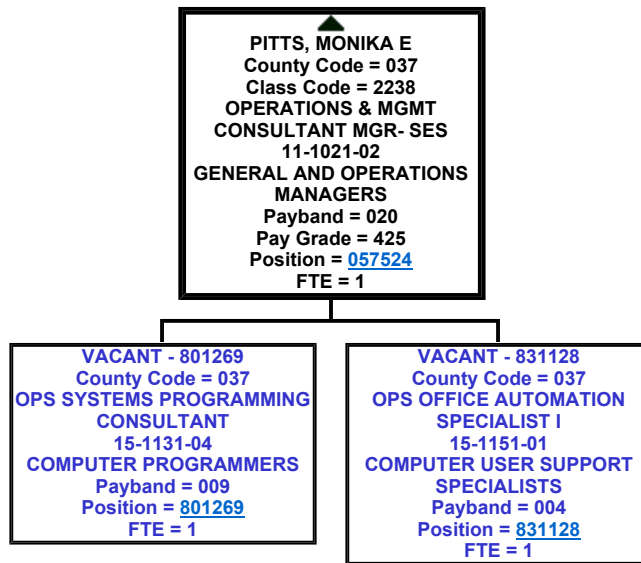 PITTS, MONIKA E
County Code = 037
Class Code = 2238
OPERATIONS & MGMT
CONSULTANT MGR- SES
11-1021-02
GENERAL AND OPERATIONS
MANAGERS
Payband = 020
Pay Grade = 425
Position = 057524
FTE = 1
VACANT - 801269
County Code = 037
OPS SYSTEMS PROGRAMMING
CONSULTANT
15-1131-04
COMPUTER PROGRAMMERS
Payband = 009
Position = 801269
FTE = 1
VACANT - 831128
County Code = 037
OPS OFFICE AUTOMATION
SPECIALIST I
15-1151-01
COMPUTER USER SUPPORT
SPECIALISTS
Payband = 004
Position = 831128
FTE = 1